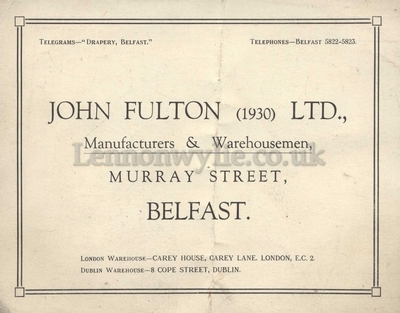 Telegrams—"Drapery, Belfast."
Telephones—Belfast 5822-5823.
JOHN FULTON (1930) LTD.,
Manufacturers & Warehousemen,
Lennonwylie.co.uk
MURRAY STREET,
BELFAST.
London Warehouse—CAREY HOUSE, CAREY LANE. LONDON, E.C. 2.
Dublin Warehouse—8 COPE STREET, DUBLIN.